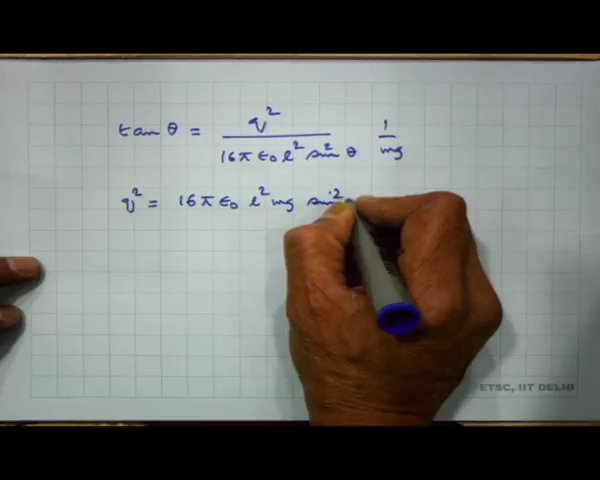 tan θ = q² / 16π ε₀ l² sin² θ 1/mg
q² = 16π ε₀ l² mg sin²
ETSC, IIT DELHI